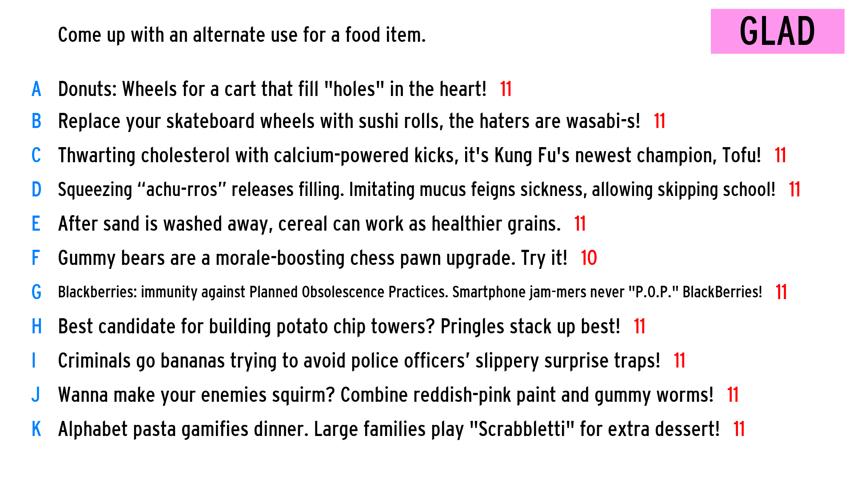 Come up with an alternate use for a food item.
GLAD
A Donuts: Wheels for a cart that fill "holes" in the heart! 11
B Replace your skateboard wheels with sushi rolls, the haters are wasabi-s! 11
C Thwarting cholesterol with calcium-powered kicks, it's Kung Fu's newest champion, Tofu! 11
D Squeezing “achu-rros” releases filling. Imitating mucus feigns sickness, allowing skipping school! 11
E After sand is washed away, cereal can work as healthier grains. 11
F Gummy bears are a morale-boosting chess pawn upgrade. Try it! 10
G Blackberries: immunity against Planned Obsolescence Practices. Smartphone jam-mers never "P.O.P." BlackBerries! 11
H Best candidate for building potato chip towers? Pringles stack up best! 11
I Criminals go bananas trying to avoid police officers’ slippery surprise traps! 11
J Wanna make your enemies squirm? Combine reddish-pink paint and gummy worms! 11
K Alphabet pasta gamifies dinner. Large families play "Scrabbletti" for extra dessert! 11